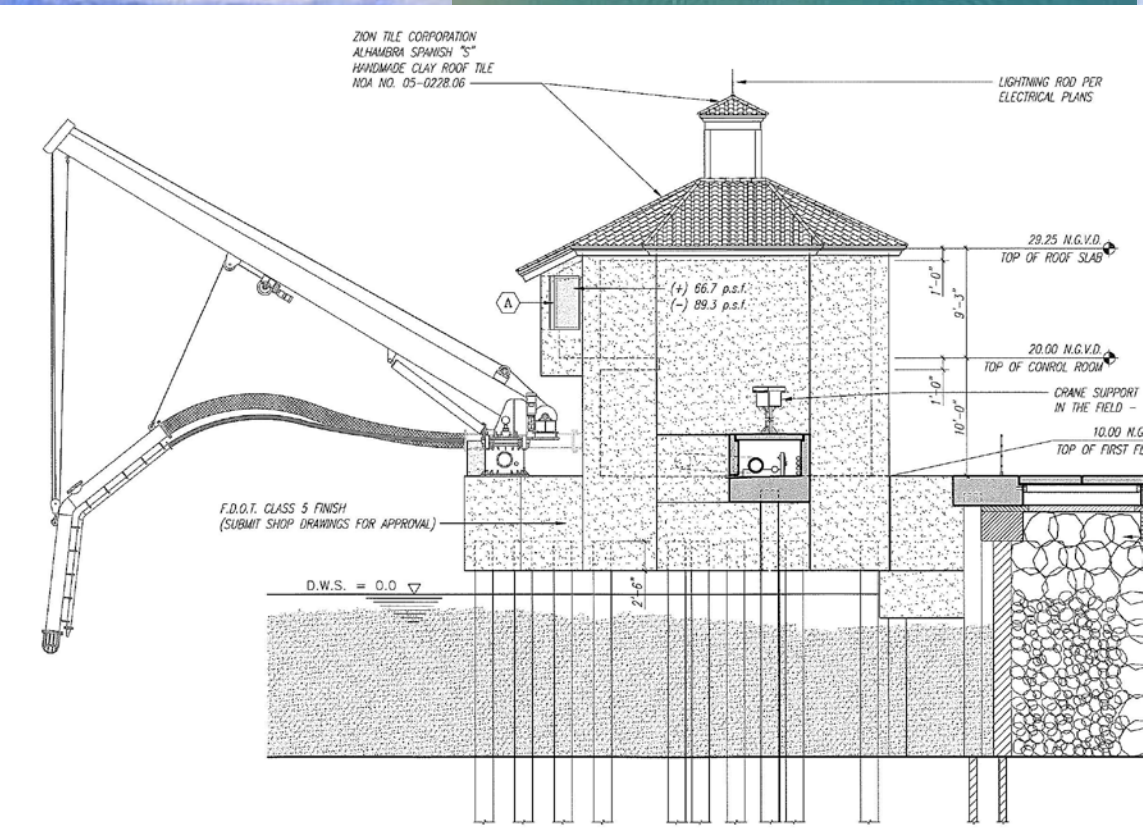 ZION TILE CORPORATION
ALHAMBRA SPANISH "S"
HANDMADE CLAY ROOF TILE
NOA NO. 05-0228.06
LIGHTNING ROD PER
ELECTRICAL PLANS
29.25 N.G.V.D.
TOP OF ROOF SLAB
1'-0"
9'-3"
A
(+) 66.7 p.s.f.
(-) 89.3 p.s.f.
20.00 N.G.V.D.
TOP OF CONROL ROOM
1'-0"
10'-0"
CRANE SUPPORT
IN THE FIELD -
10.00 N.G
TOP OF FIRST FL
F.D.O.T. CLASS 5 FINISH
(SUBMIT SHOP DRAWINGS FOR APPROVAL)
D.W.S. = 0.0
2'-6"